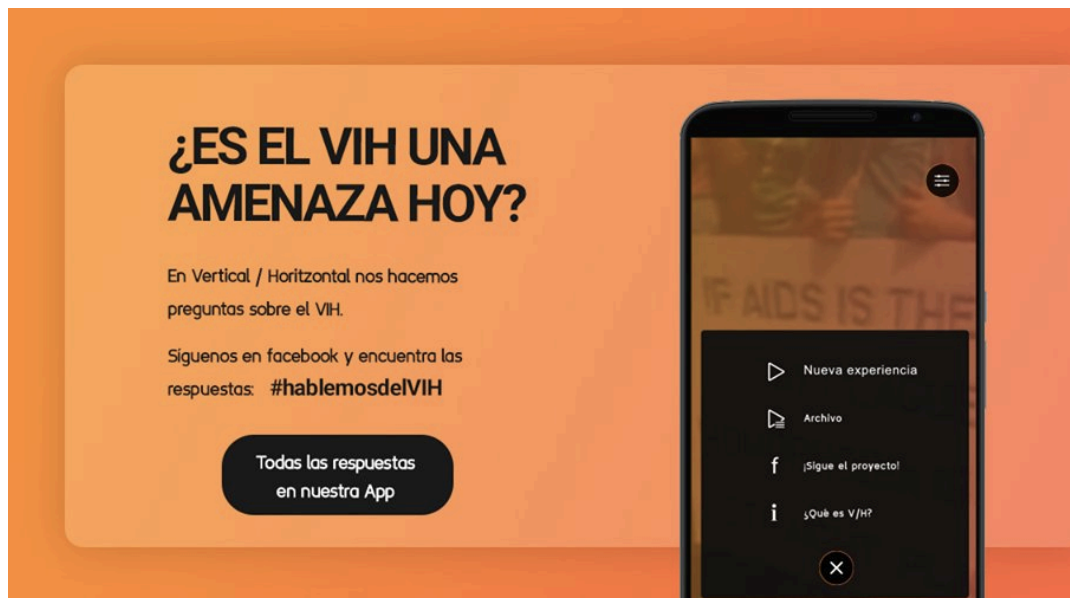 ¿ES EL VIH UNA
AMENAZA HOY?
En Vertical / Horitzontal nos hacemos
preguntas sobre el VIH.
Síguenos en facebook y encuentra las
respuestas: #hablemosdelVIH
Todas las respuestas
en nuestra App
IF AIDS IS THE
Nueva experiencia
Archivo
f ¡Sigue el proyecto!
i ¿Què es V/H?